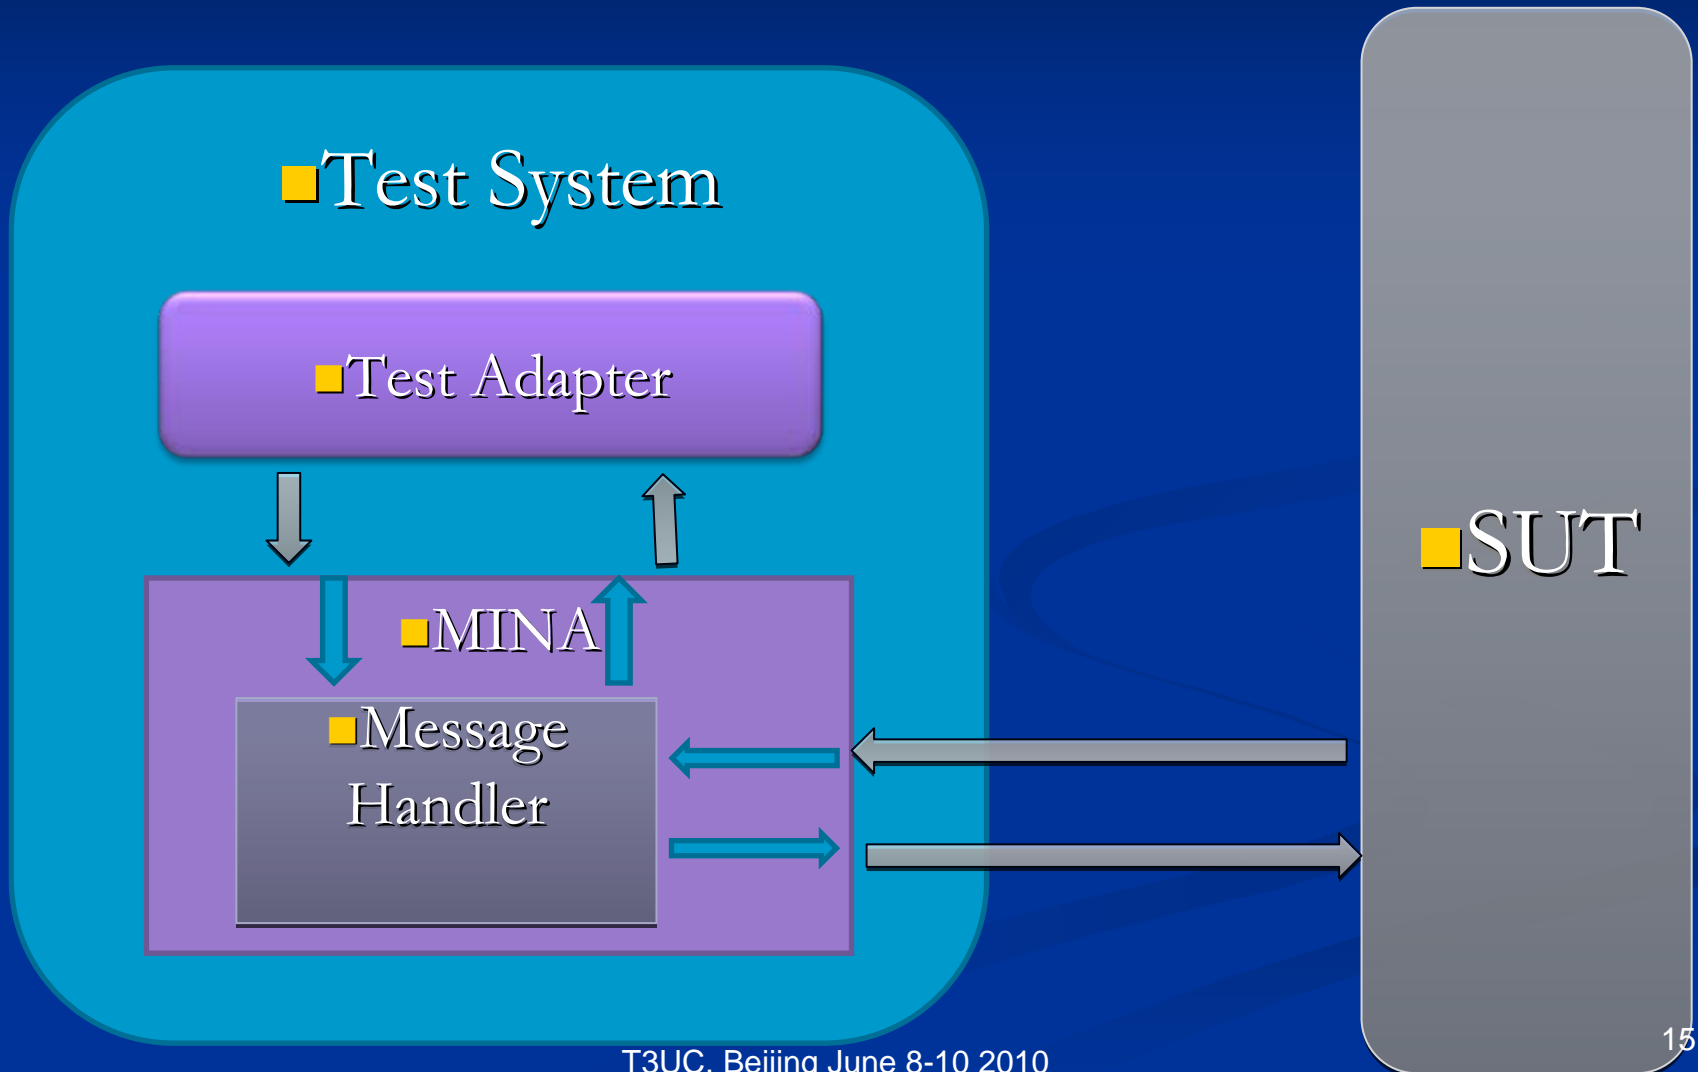 Test System
Test Adapter
MINA
Message
Handler
SUT
15
T3UC, Beijing June 8-10 2010